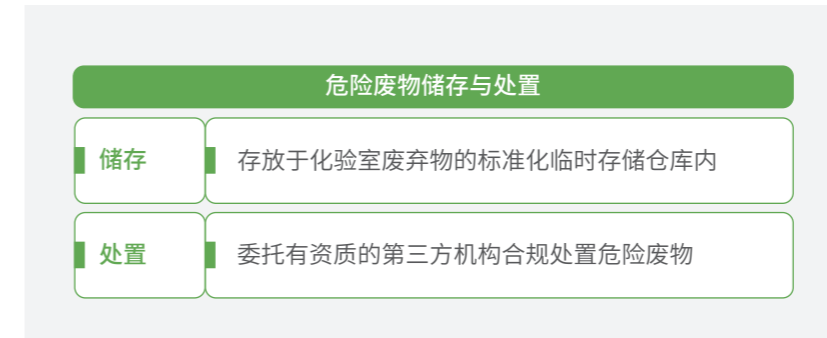 危险废物储存与处置
储存
存放于化验室废弃物的标准化临时存储仓库内
处置
委托有资质的第三方机构合规处置危险废物